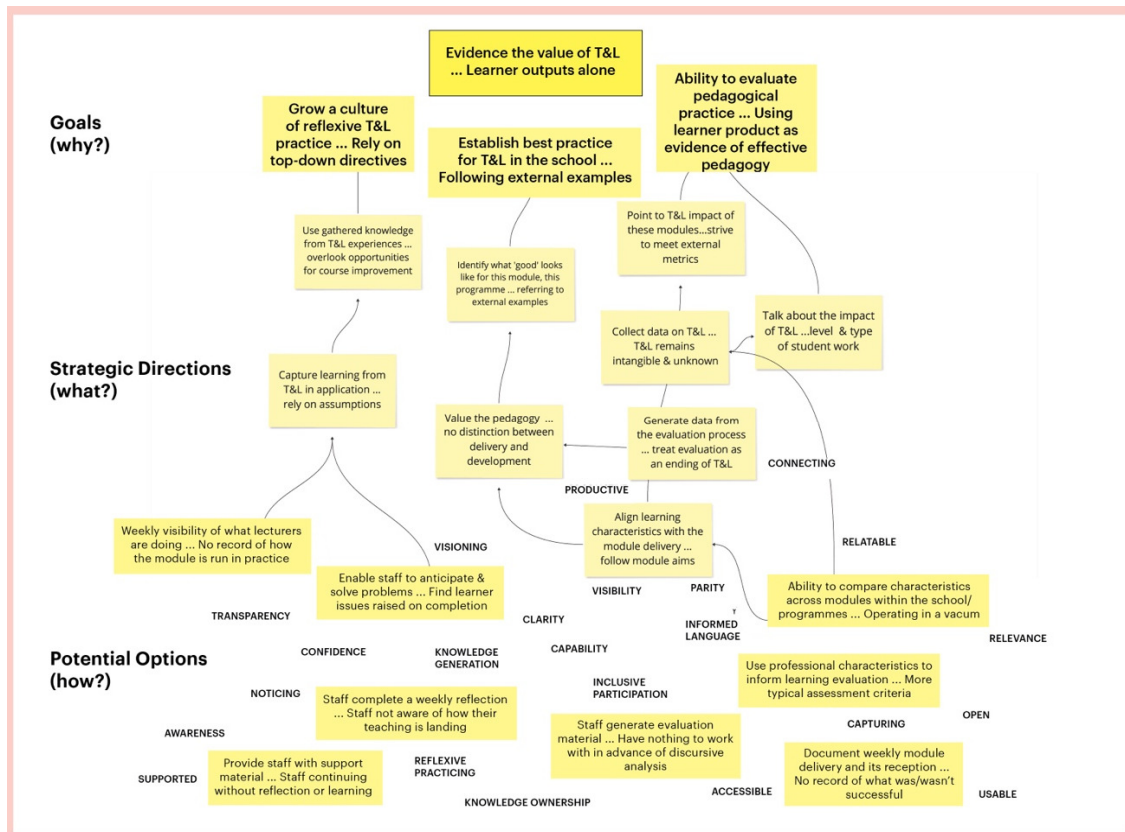 Evidence the value of T&L
... Learner outputs alone
Goals
(why?)
Grow a culture
of reflexive T&L
practice ... Rely on
top-down directives
Establish best practice
for T&L in the school ...
Following external examples
Ability to evaluate
pedagogical
practice ... Using
learner product as
evidence of effective
pedagogy
Use gathered knowledge
from T&L experiences ...
overlook opportunities
for course improvement
Identify what 'good' looks
like for this module, this
programme ... referring to
external examples
Point to T&L impact of
these modules...strive
to meet external
metrics
Talk about the impact
of T&L ...level & type
of student work
Collect data on T&L ...
T&L remains
intangible & unknown
Strategic Directions
(what?)
Capture learning from
T&L in application ...
rely on assumptions
Value the pedagogy ...
no distinction between
delivery and
development
Generate data from
the evaluation process
... treat evaluation as
an ending of T&L
CONNECTING
PRODUCTIVE
Align learning
characteristics with the
module delivery ...
follow module aims
Weekly visibility of what lecturers
are doing ... No record of how
the module is run in practice
VISIONING
RELATABLE
Enable staff to anticipate &
solve problems ... Find learner
issues raised on completion
Ability to compare characteristics
across modules within the school/
programmes ... Operating in a vacum
VISIBILITY
PARITY
TRANSPARENCY
CLARITY
Y
INFORMED
LANGUAGE
RELEVANCE
Potential Options
(how?)
CONFIDENCE
KNOWLEDGE
GENERATION
CAPABILITY
INCLUSIVE
PARTICIPATION
Use professional characteristics to
inform learning evaluation ... More
typical assessment criteria
NOTICING
Staff complete a weekly reflection
... Staff not aware of how their
teaching is landing
Staff generate evaluation
material ... Have nothing to work
with in advance of discursive
analysis
CAPTURING
OPEN
AWARENESS
Provide staff with support
material ... Staff continuing
without reflection or learning
REFLEXIVE
PRACTICING
Document weekly module
delivery and its reception ...
No record of what was/wasn't
successful
SUPPORTED
KNOWLEDGE OWNERSHIP
ACCESSIBLE
USABLE